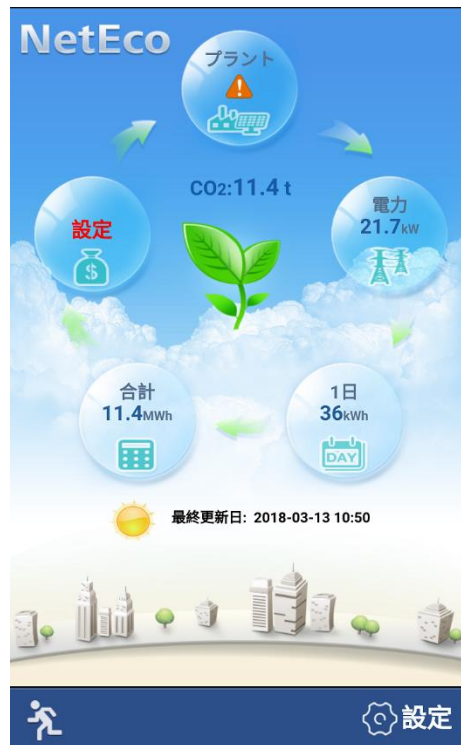 NetEco
プラント
CO2:11.4 t
電力
21.7kW
設定
$
合計
11.4MWh
1日
36kWh
DAY
最終更新日: 2018-03-13 10:50
設定